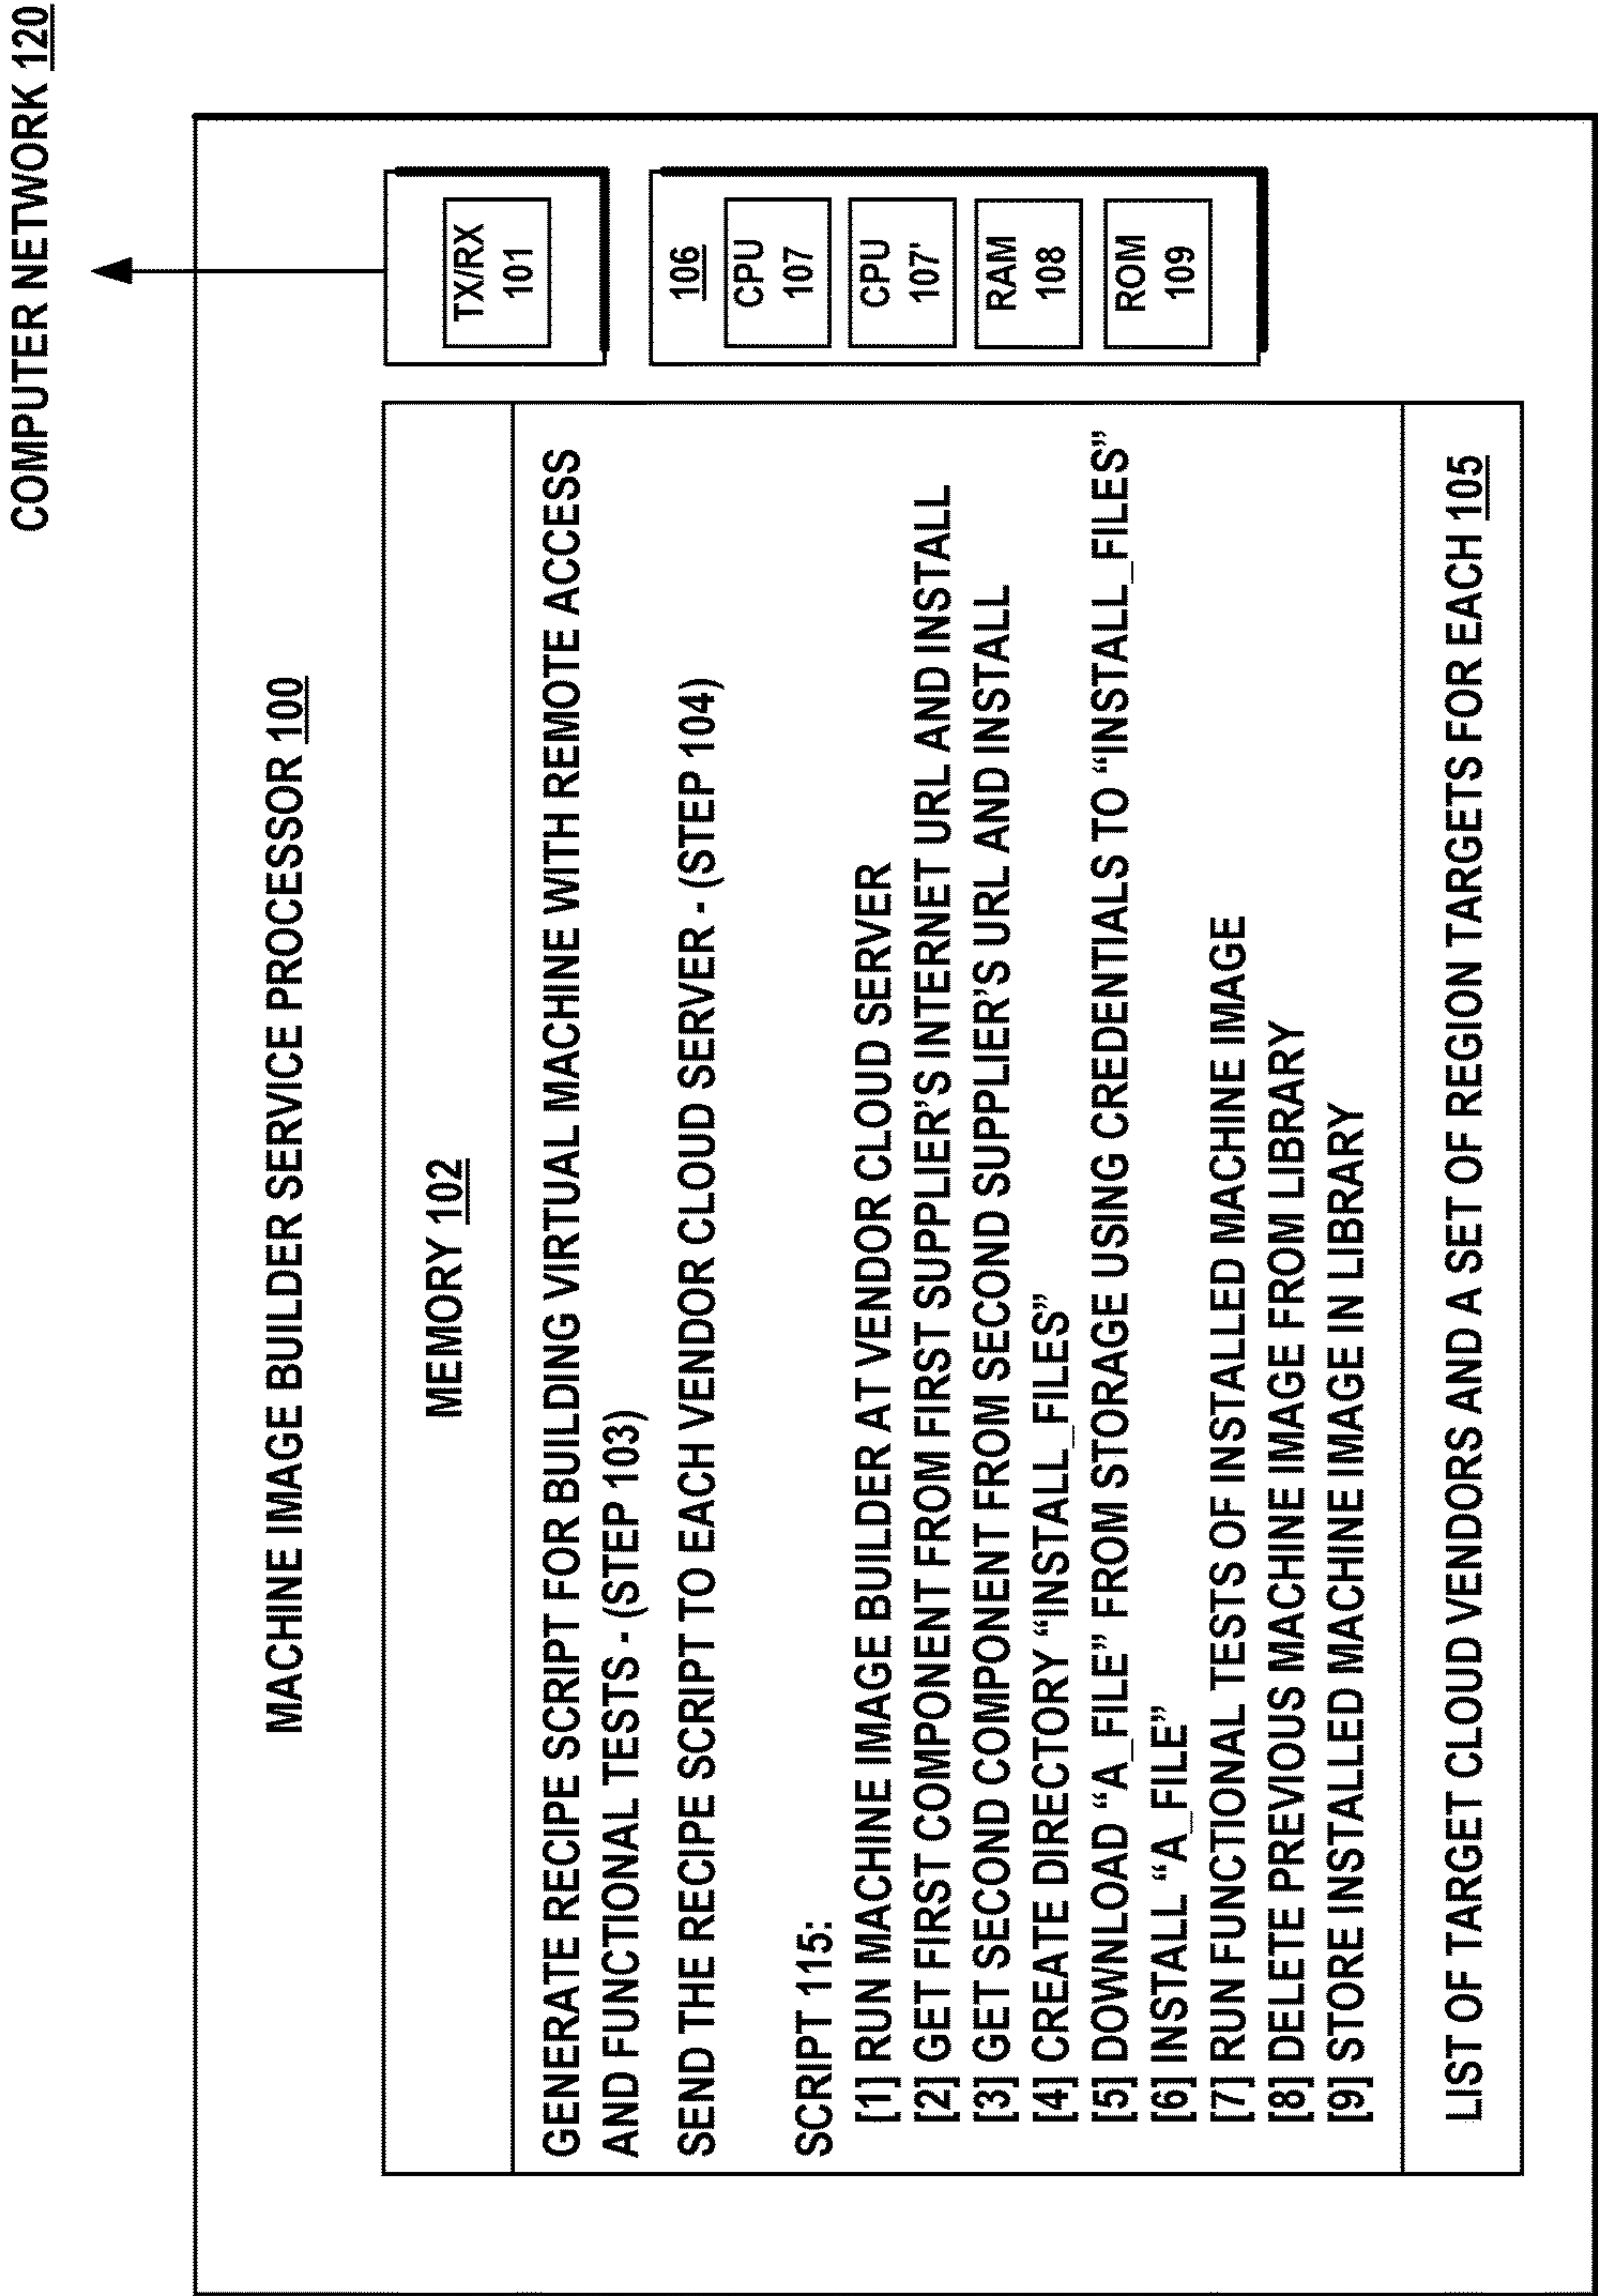 COMPUTER NETWORK 120
MACHINE IMAGE BUILDER SERVICE PROCESSOR 100
MEMORY 102
GENERATE RECIPE SCRIPT FOR BUILDING VIRTUAL MACHINE WITH REMOTE ACCESS
AND FUNCTIONAL TESTS - (STEP 103)
SEND THE RECIPE SCRIPT TO EACH VENDOR CLOUD SERVER - (STEP 104)
SCRIPT 115:
[1] RUN MACHINE IMAGE BUILDER AT VENDOR CLOUD SERVER
[2] GET FIRST COMPONENT FROM FIRST SUPPLIER’S INTERNET URL AND INSTALL
[3] GET SECOND COMPONENT FROM SECOND SUPPLIER’S URL AND INSTALL
[4] CREATE DIRECTORY “INSTALL_FILES”
[5] DOWNLOAD “A_FILE” FROM STORAGE USING CREDENTIALS TO “INSTALL_FILES”
[6] INSTALL “A_FILE”
[7] RUN FUNCTIONAL TESTS OF INSTALLED MACHINE IMAGE
[8] DELETE PREVIOUS MACHINE IMAGE FROM LIBRARY
[9] STORE INSTALLED MACHINE IMAGE IN LIBRARY
LIST OF TARGET CLOUD VENDORS AND A SET OF REGION TARGETS FOR EACH 105
TX/RX
101
106
CPU
107
CPU
107'
RAM
108
ROM
109